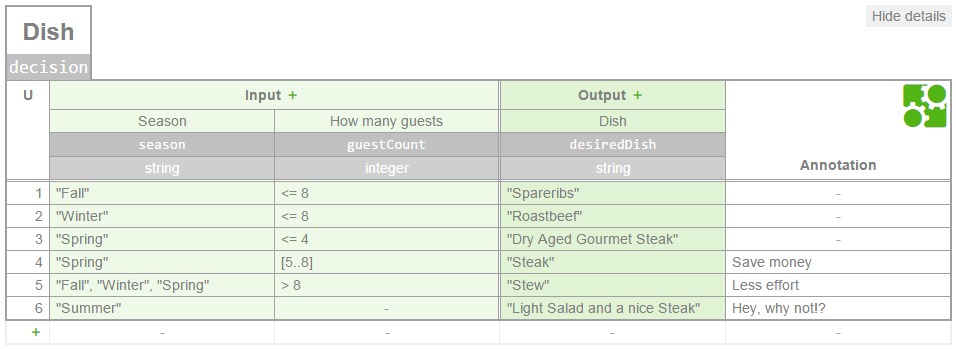 Hide details
Dish
decision
U Input + Output +
Season How many guests Dish
season guestCount desiredDish Annotation
string integer string
1 "Fall" <= 8 "Spareribs" -
2 "Winter" <= 8 "Roastbeef" -
3 "Spring" <= 4 "Dry Aged Gourmet Steak" -
4 "Spring" [5..8] "Steak" Save money
5 "Fall", "Winter", "Spring" > 8 "Stew" Less effort
6 "Summer" - "Light Salad and a nice Steak" Hey, why not!?
+ - - - -